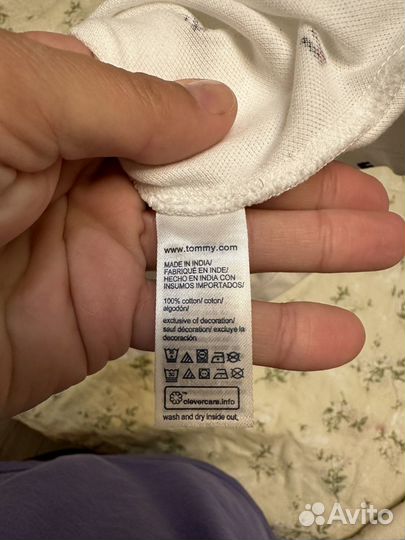 www.tommy.com
MADE IN INDIA/
FABRIQUÉ EN INDE/
HECHO EN INDIA CON
INSUMOS IMPORTADOS/
100% cotton/coton/
algodón/
exclusive of decoration/
sauf décoration/ excluye la
decoración
clevercare.info
wash and dry inside out.
Avito